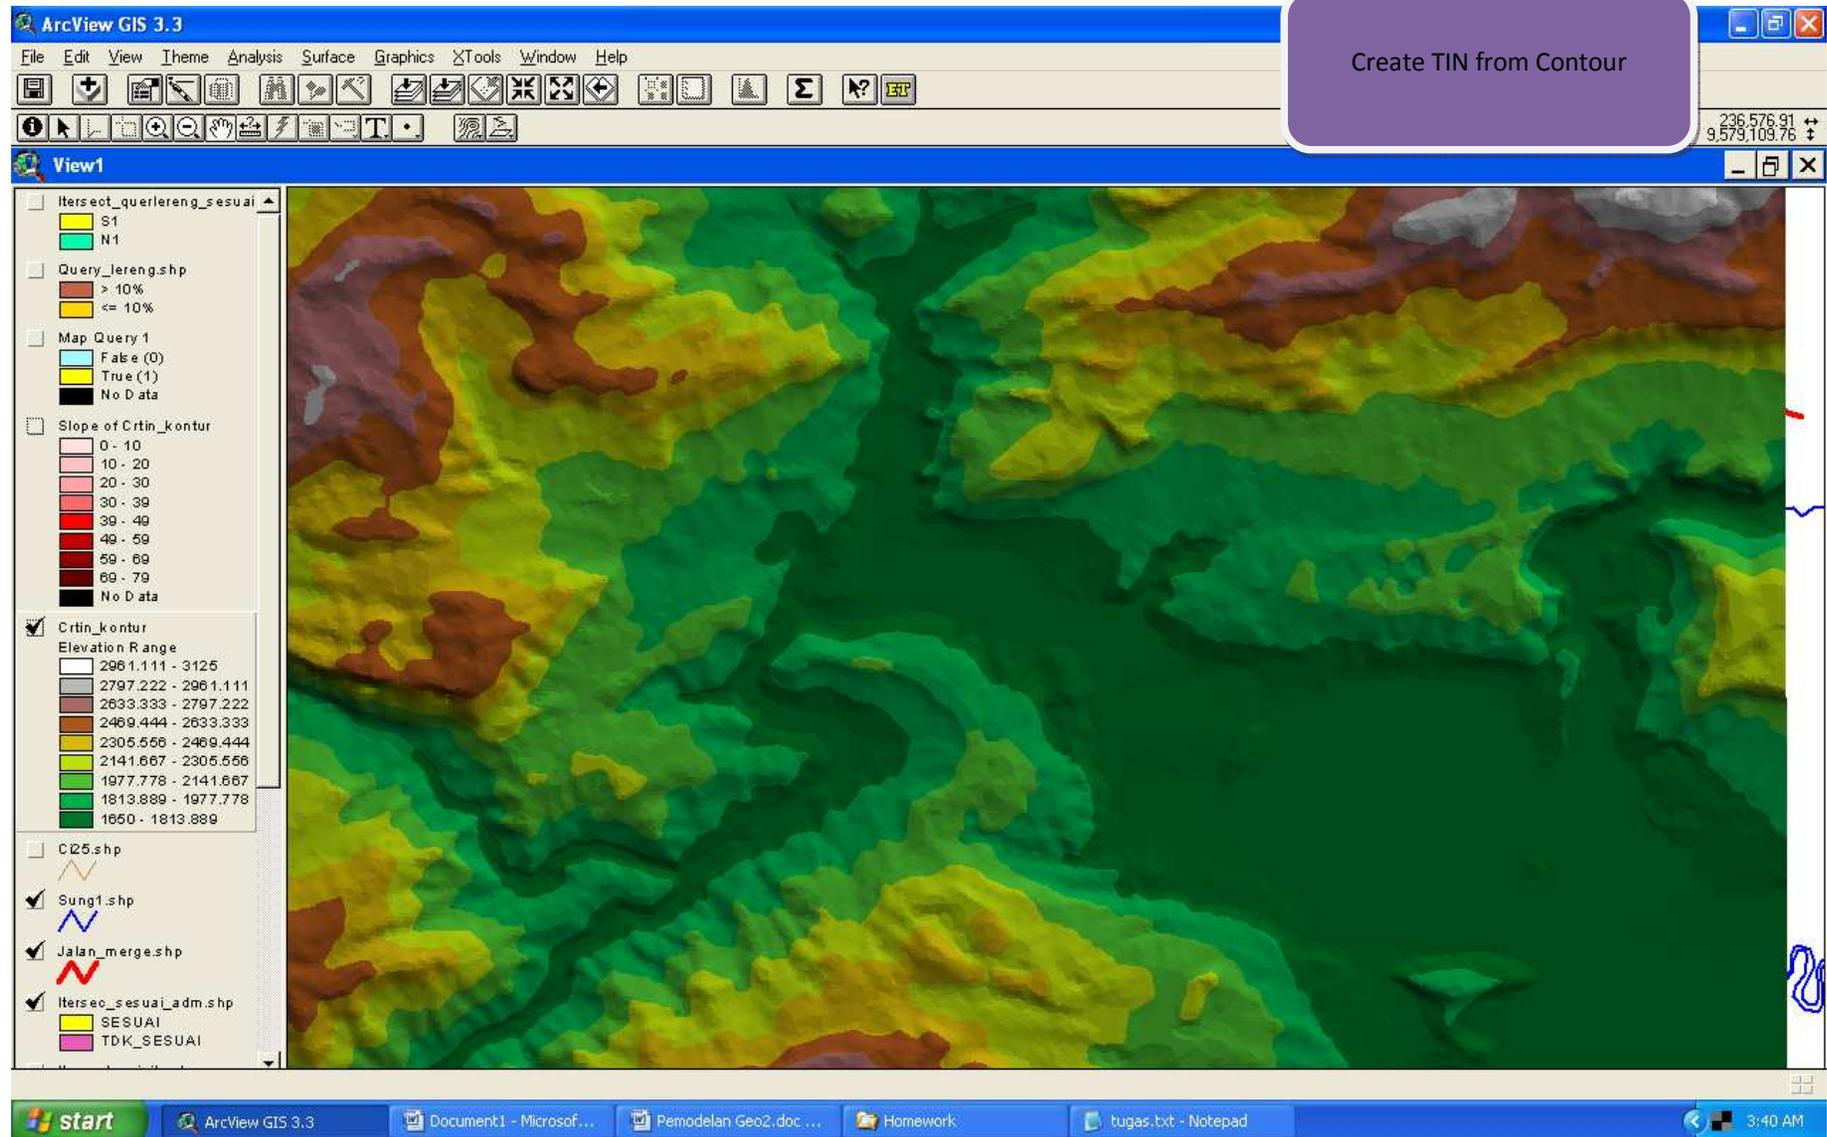 ArcView GIS 3.3
Create TIN from Contour
File Edit View Theme Analysis Surface Graphics XTools Window Help
ET
T
236,576.91
9,579,109.76
View1
Itersect_querlereng_sesuai
S1
N1
Query_lereng.shp
> 10%
<= 10%
Map Query 1
False (0)
True (1)
No Data
Slope of Crtin_kontur
0 - 10
10 - 20
20 - 30
30 - 39
39 - 49
49 - 59
59 - 69
69 - 79
No Data
Crtin_kontur
Elevation Range
2961.111 - 3125
2797.222 - 2961.111
2633.333 - 2797.222
2469.444 - 2633.333
2305.556 - 2469.444
2141.667 - 2305.556
1977.778 - 2141.667
1813.889 - 1977.778
1650 - 1813.889
Ci25.shp
Sung1.shp
Jalan_merge.shp
Itersec_sesuai_adm.shp
SESUAI
TDK_SESUAI
start ArcView GIS 3.3 Document1 - Microsof... Pemodelan Geo2.doc ... Homework tugas.txt - Notepad 3:40 AM